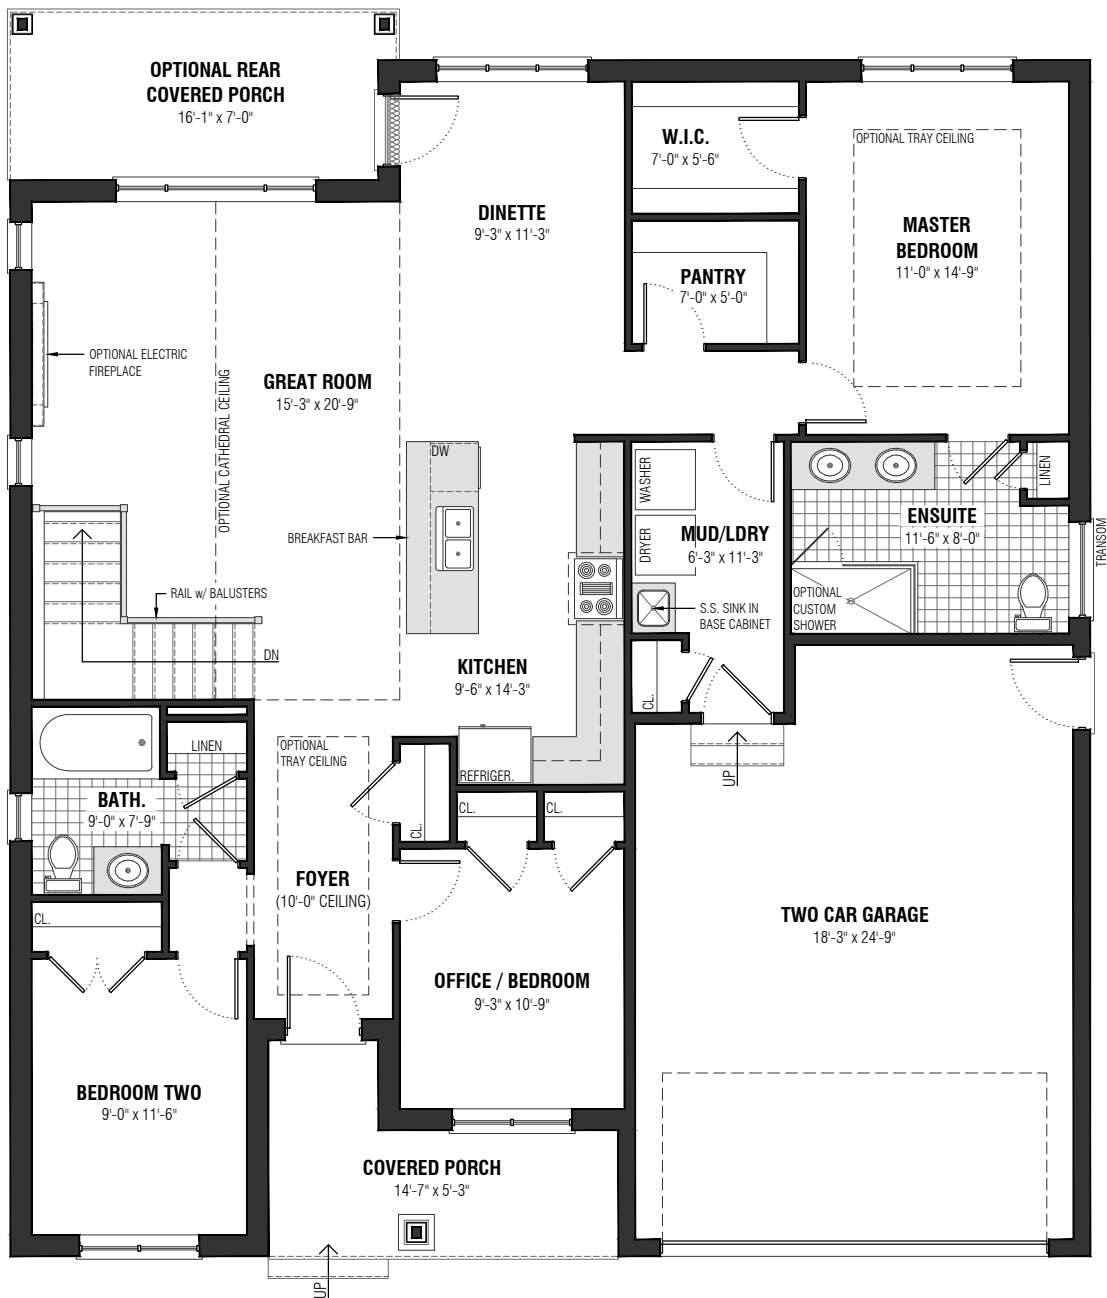 OPTIONAL REAR
COVERED PORCH
16'-1" x 7'-0"
W.I.C.
7'-0" x 5'-6"
OPTIONAL TRAY CEILING
DINETTE
9'-3" x 11'-3"
MASTER
BEDROOM
11'-0" x 14'-9"
PANTRY
7'-0" x 5'-0"
OPTIONAL ELECTRIC
FIREPLACE
GREAT ROOM
15'-3" x 20'-9"
OPTIONAL CATHEDRAL CEILING
DW
WASHER
LINEN
BREAKFAST BAR
DRYER
MUD/LDRY
6'-3" x 11'-3"
ENSUITE
11'-6" x 8'-0"
TRANSOM
RAIL w/ BALUSTERS
S.S. SINK IN
BASE CABINET
OPTIONAL
CUSTOM
SHOWER
DN
KITCHEN
9'-6" x 14'-3"
CL.
LINEN
OPTIONAL
TRAY CEILING
REFRIGER.
UP
BATH.
9'-0" x 7'-9"
CL.
CL.
CL.
FOYER
(10'-0" CEILING)
CL.
TWO CAR GARAGE
18'-3" x 24'-9"
OFFICE / BEDROOM
9'-3" x 10'-9"
BEDROOM TWO
9'-0" x 11'-6"
COVERED PORCH
14'-7" x 5'-3"
UP